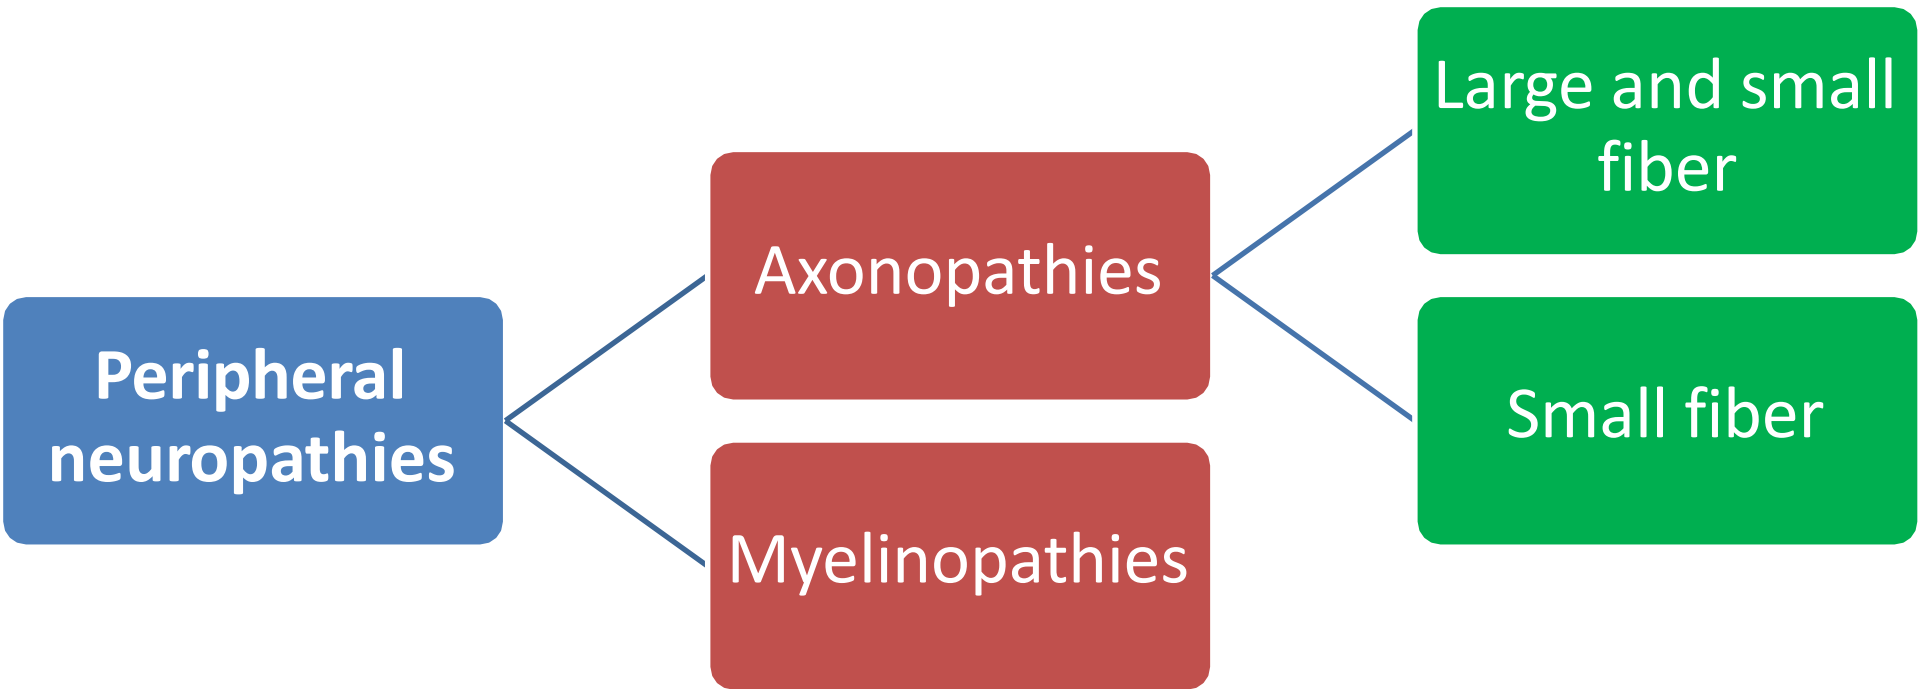 Peripheral
neuropathies
Axonopathies
Myelinopathies
Large and small
fiber
Small fiber